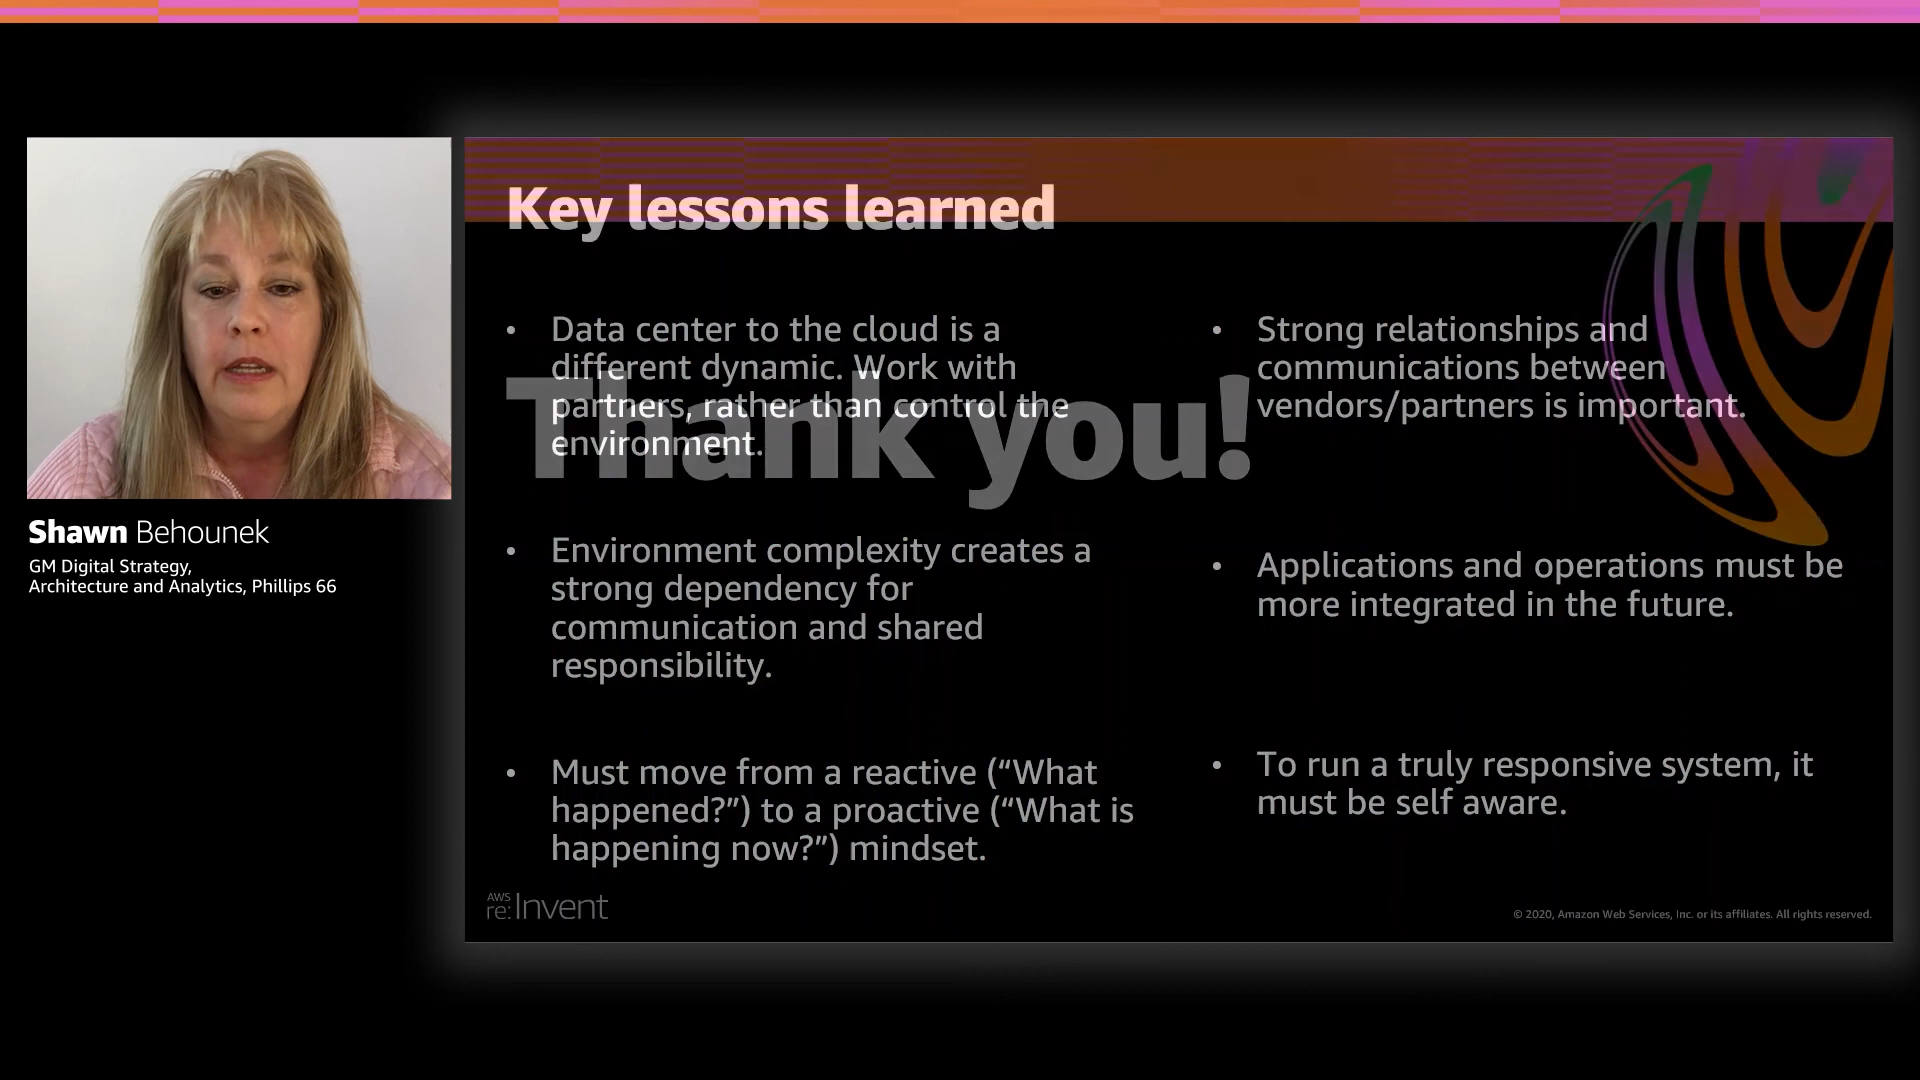 Key lessons learned
• Data center to the cloud is a
different dynamic. Work with
partners, rather than control the
environment.
• Environment complexity creates a
strong dependency for
communication and shared
responsibility.
• Must move from a reactive (“What
happened?”) to a proactive (“What is
happening now?”) mindset.
• Strong relationships and
communications between
vendors/partners is important.
• Applications and operations must be
more integrated in the future.
• To run a truly responsive system, it
must be self aware.
Thank you!
Shawn Behounek
GM Digital Strategy,
Architecture and Analytics, Phillips 66
AWS
re:Invent
© 2020, Amazon Web Services, Inc. or its affiliates. All rights reserved.